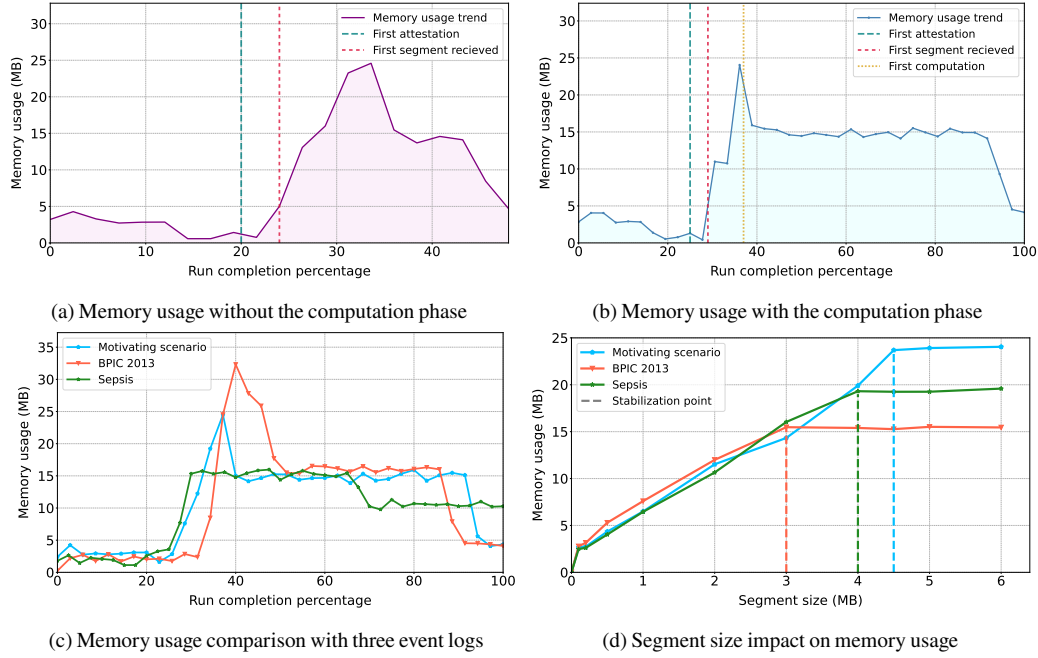 30
25
20
15
10
5
0
Memory usage (MB)
Memory usage trend
First attestation
First segment recieved
0 10 20 30 40
Run completion percentage
(a) Memory usage without the computation phase
30
25
20
15
10
5
0
Memory usage (MB)
Memory usage trend
First attestation
First segment recieved
First computation
0 20 40 60 80 100
Run completion percentage
(b) Memory usage with the computation phase
35
30
25
20
15
10
5
0
Memory usage (MB)
Motivating scenario
BPIC 2013
Sepsis
0 20 40 60 80 100
Run completion percentage
(c) Memory usage comparison with three event logs
25
20
15
10
5
0
Memory usage (MB)
Motivating scenario
BPIC 2013
Sepsis
Stabilization point
0 1 2 3 4 5 6
Segment size (MB)
(d) Segment size impact on memory usage